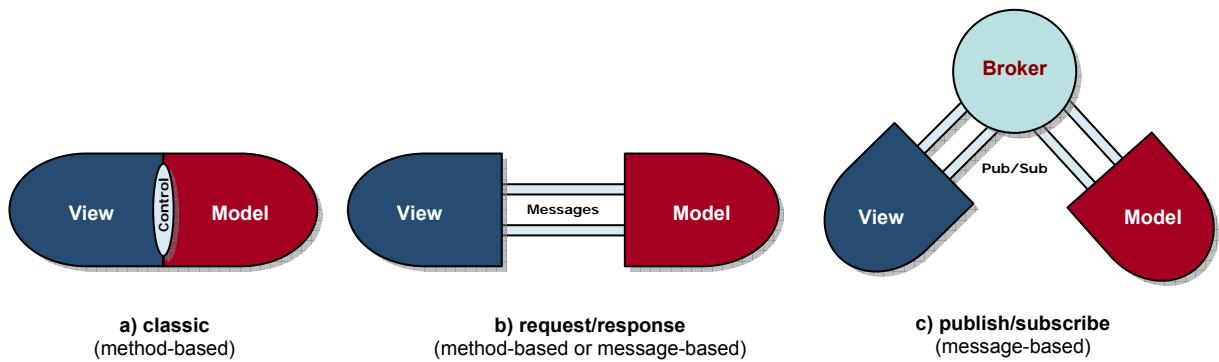 View
Control
Model
a) classic
(method-based)
View
Messages
Model
b) request/response
(method-based or message-based)
Broker
Pub/Sub
View
Model
c) publish/subscribe
(message-based)